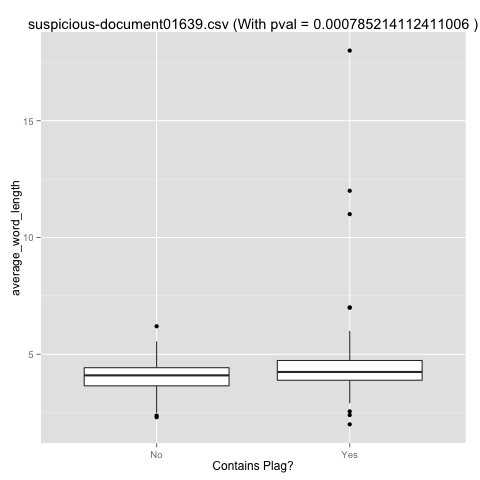 suspicious-document01639.csv (With pval = 0.000785214112411006 )
average_word_length
15
10
5
No
Yes
Contains Plag?